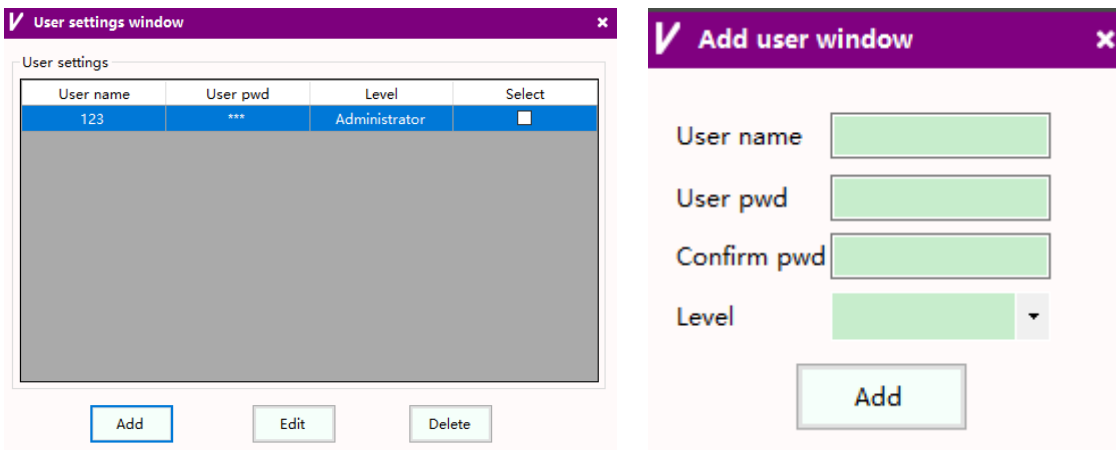 User settings window
User settings
User name User pwd Level Select
123 *** Administrator
Add Edit Delete
Add user window
User name
User pwd
Confirm pwd
Level
Add